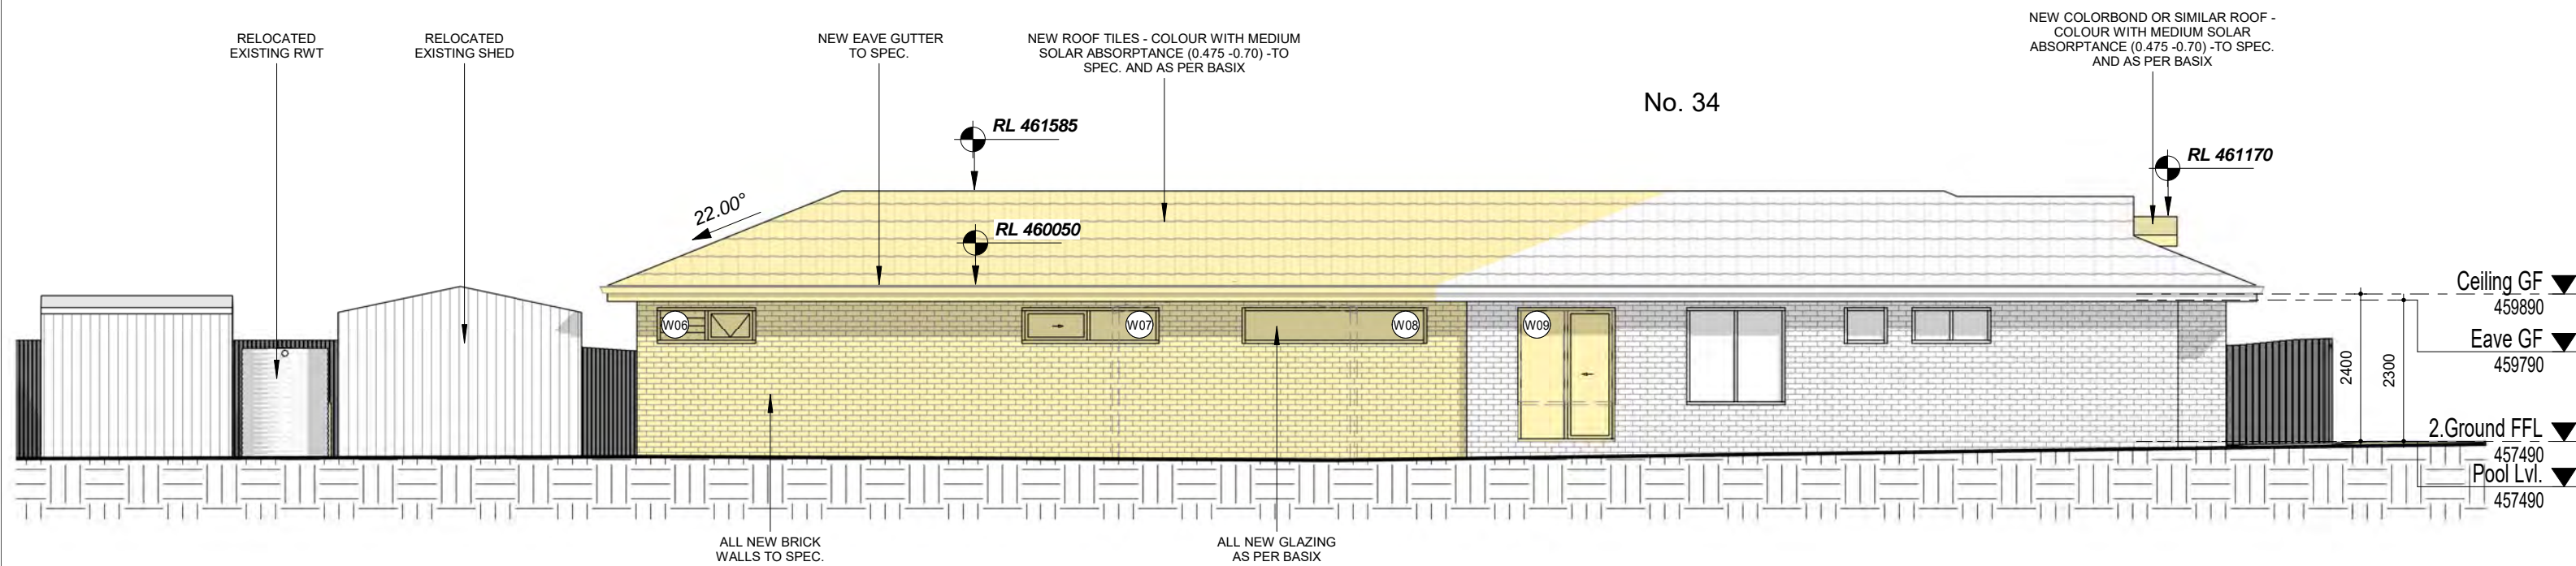 RELOCATED
EXISTING RWT
RELOCATED
EXISTING SHED
NEW EAVE GUTTER
TO SPEC.
NEW ROOF TILES - COLOUR WITH MEDIUM
SOLAR ABSORPTANCE (0.475 -0.70) -TO
SPEC. AND AS PER BASIX
NEW COLORBOND OR SIMILAR ROOF -
COLOUR WITH MEDIUM SOLAR
ABSORPTANCE (0.475 -0.70) -TO SPEC.
AND AS PER BASIX
No. 34
RL 461585
RL 461170
22.00°
RL 460050
Ceiling GF
459890
Eave GF
459790
2400
2300
2.Ground FFL
457490
Pool Lvl.
457490
W06
W07
W08
W09
ALL NEW BRICK
WALLS TO SPEC.
ALL NEW GLAZING
AS PER BASIX